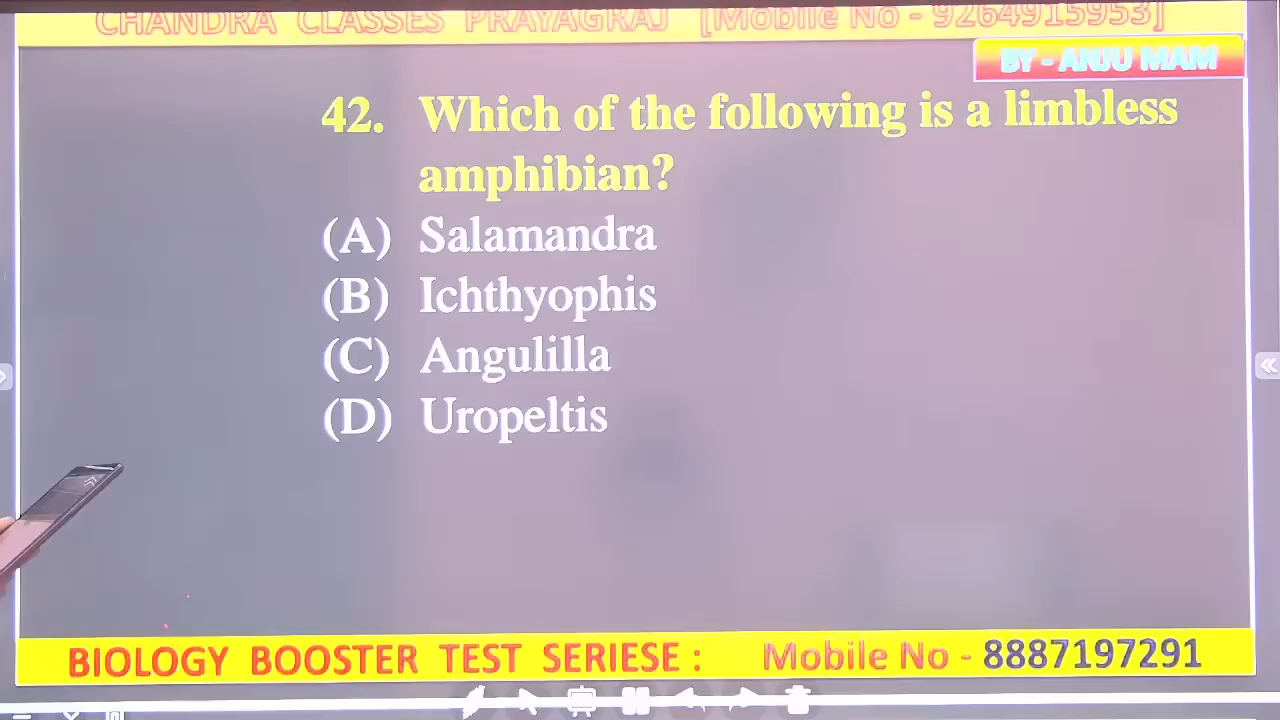 CHANDRA CLASSES PRAYAGRAJ [Mobile No - 9264915953]
BY - ANJU MAM
42. Which of the following is a limbless
amphibian?
(A) Salamandra
(B) Ichthyophis
(C) Angulilla
(D) Uropeltis
BIOLOGY BOOSTER TEST SERIESE : Mobile No - 8887197291